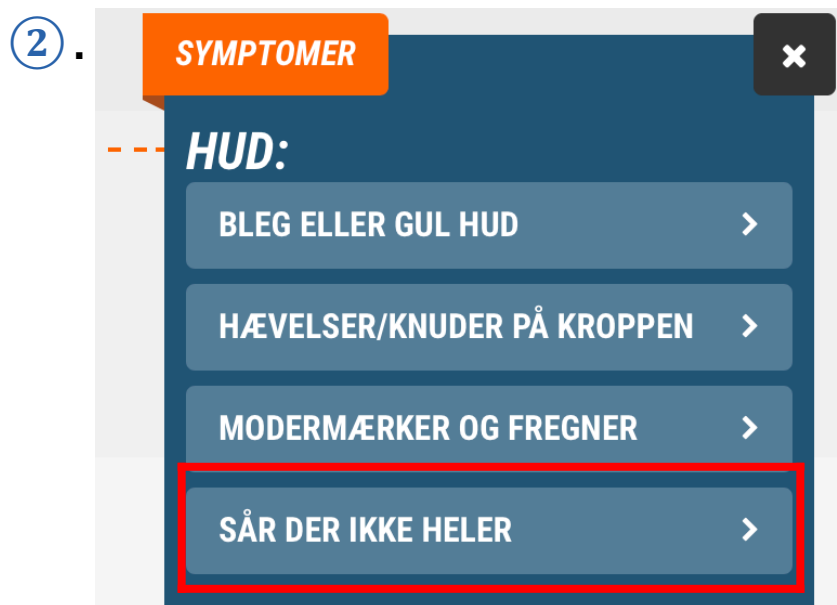 ② .
SYMPTOMER
HUD:
BLEG ELLER GUL HUD
HÆVELSER/KNUDER PÅ KROPPEN
MODERMÆRKER OG FREGNER
SÅR DER IKKE HELER